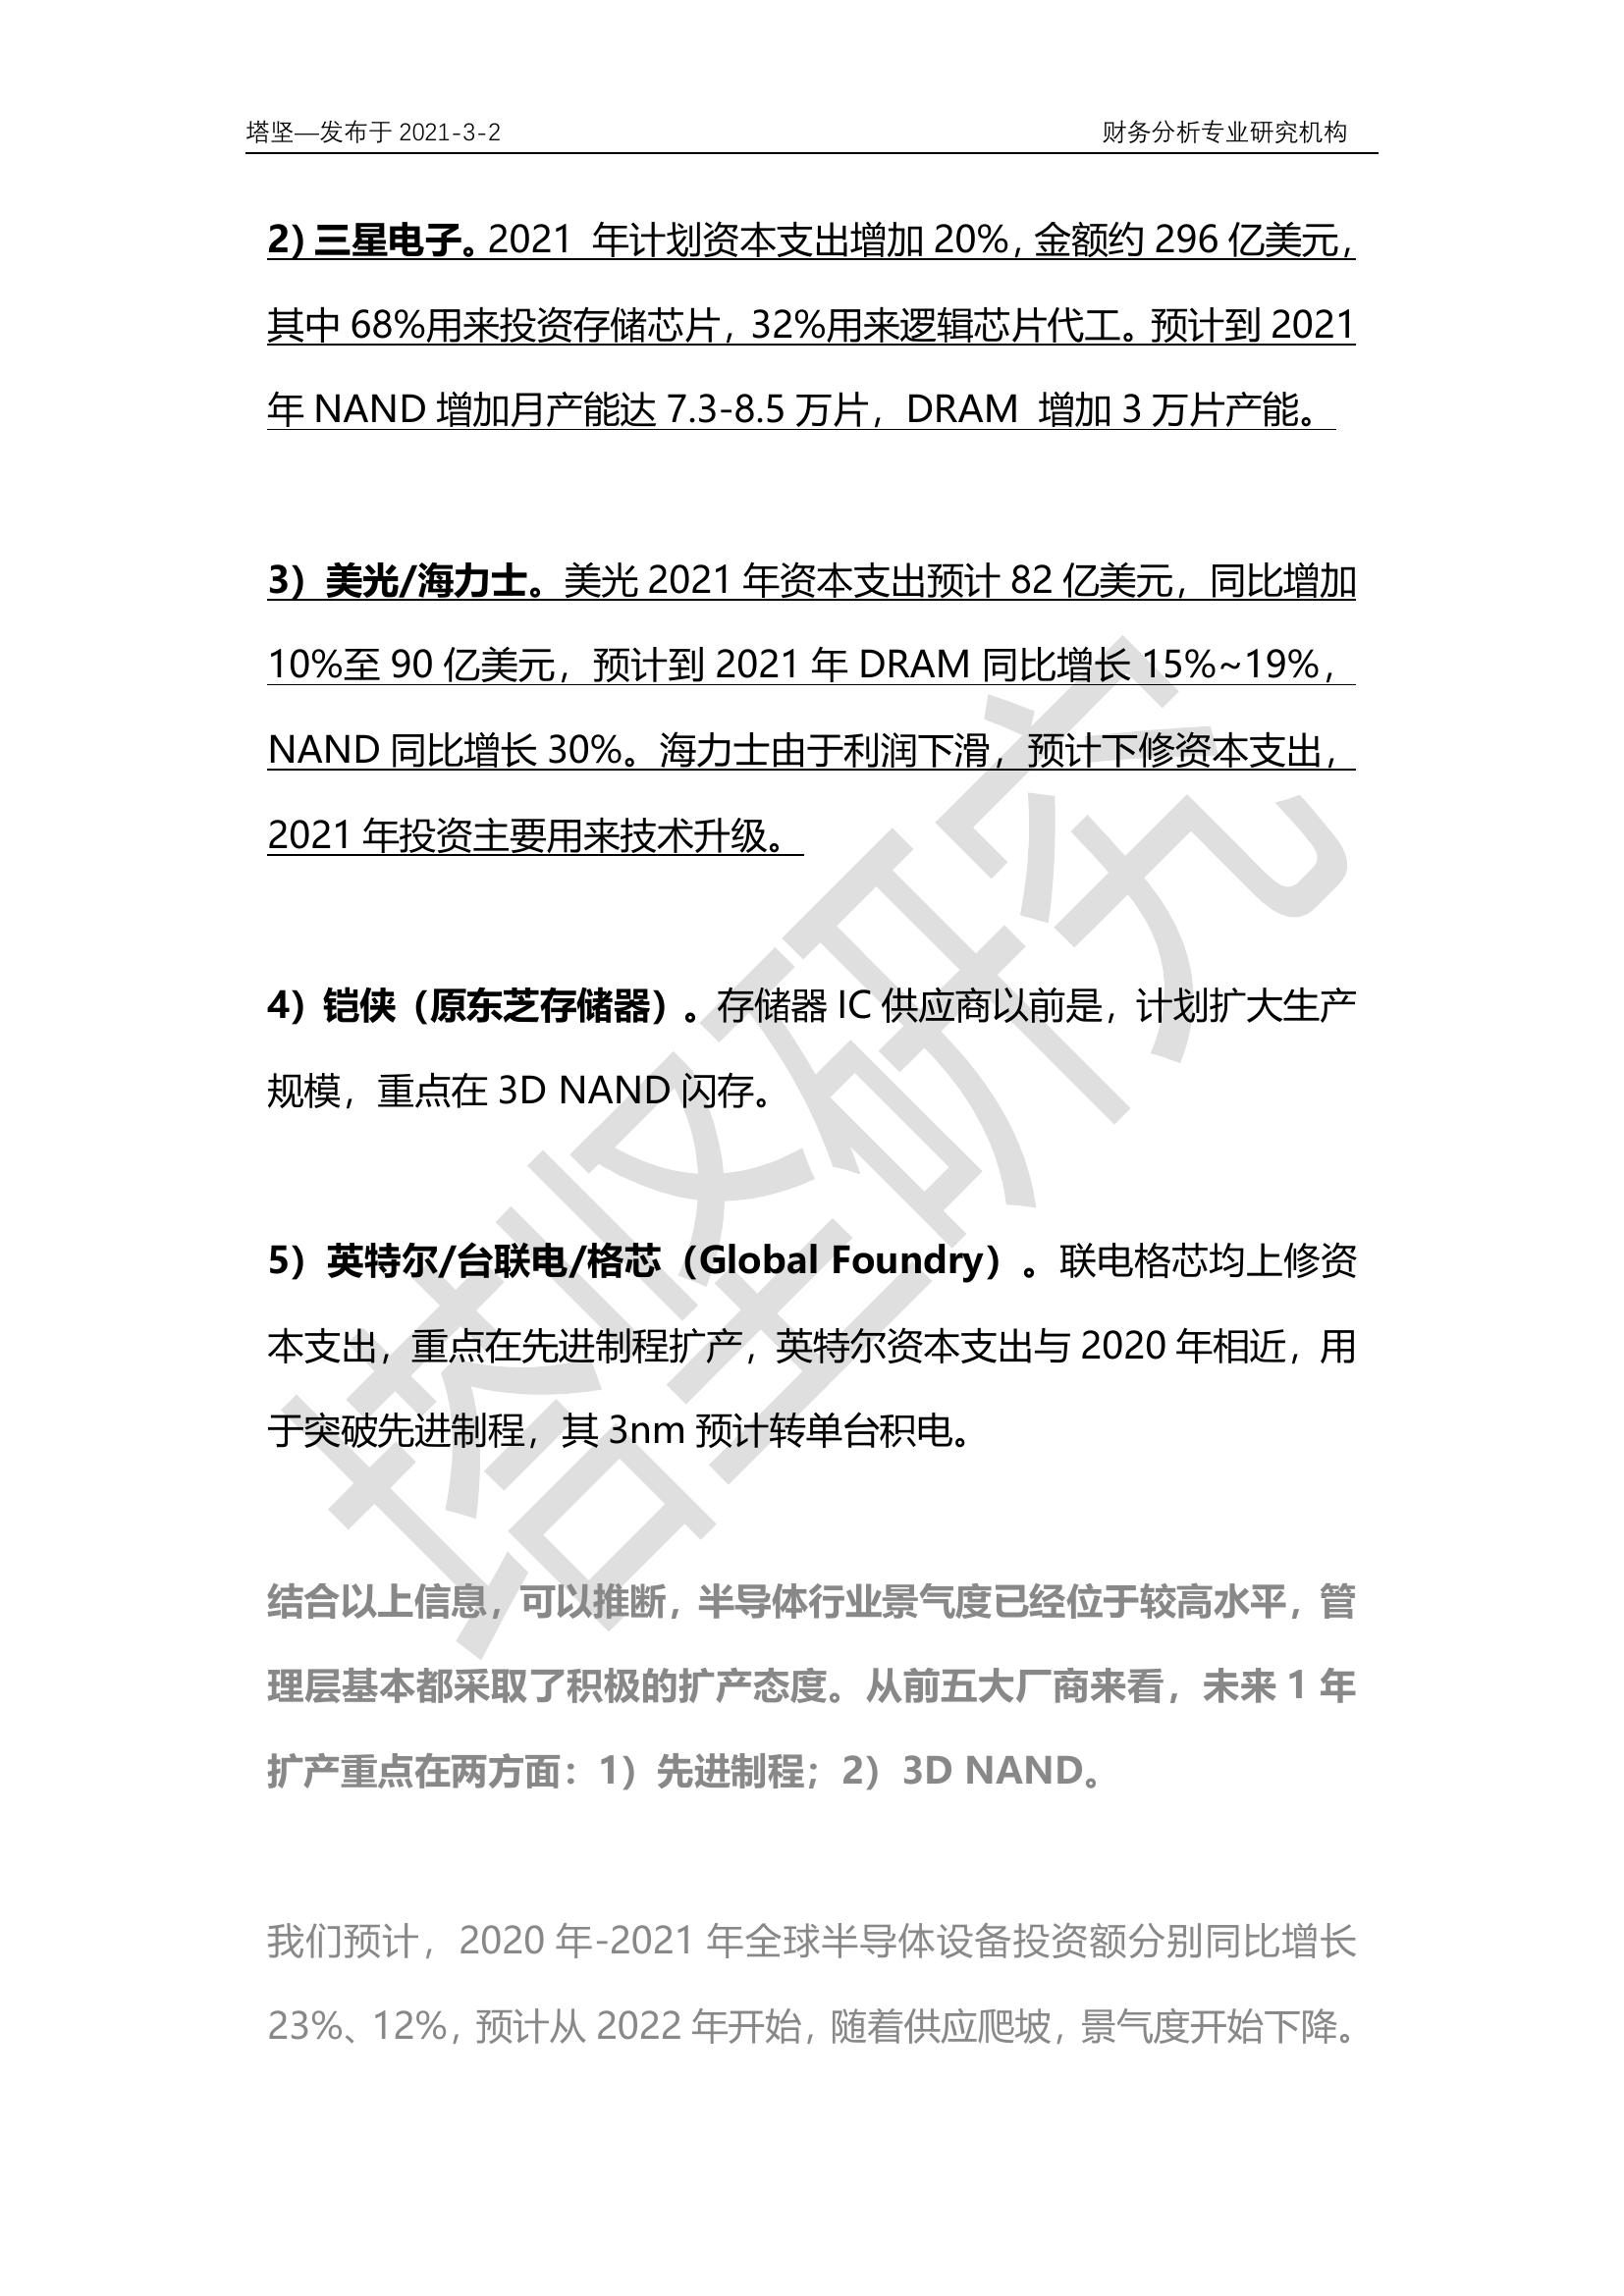 塔坚—发布于 2021-3-2 财务分析专业研究机构
2）三星电子。2021 年计划资本支出增加 20%，金额约 296 亿美元，
其中 68%用来投资存储芯片，32%用来逻辑芯片代工。预计到 2021
年 NAND 增加月产能达 7.3-8.5 万片，DRAM 增加 3 万片产能。
3）美光/海力士。美光 2021 年资本支出预计 82 亿美元，同比增加
10%至 90 亿美元，预计到 2021 年 DRAM 同比增长 15%~19%，
NAND 同比增长 30%。海力士由于利润下滑，预计下修资本支出，
2021 年投资主要用来技术升级。
4）铠侠（原东芝存储器）。存储器 IC 供应商以前是，计划扩大生产
规模，重点在 3D NAND 闪存。
5）英特尔/台联电/格芯（Global Foundry）。联电格芯均上修资
本支出，重点在先进制程扩产，英特尔资本支出与 2020 年相近，用
于突破先进制程，其 3nm 预计转单台积电。
结合以上信息，可以推断，半导体行业景气度已经位于较高水平，管
理层基本都采取了积极的扩产态度。从前五大厂商来看，未来 1 年
扩产重点在两方面：1）先进制程；2）3D NAND。
我们预计，2020 年-2021 年全球半导体设备投资额分别同比增长
23%、12%，预计从 2022 年开始，随着供应爬坡，景气度开始下降。
塔坚研究